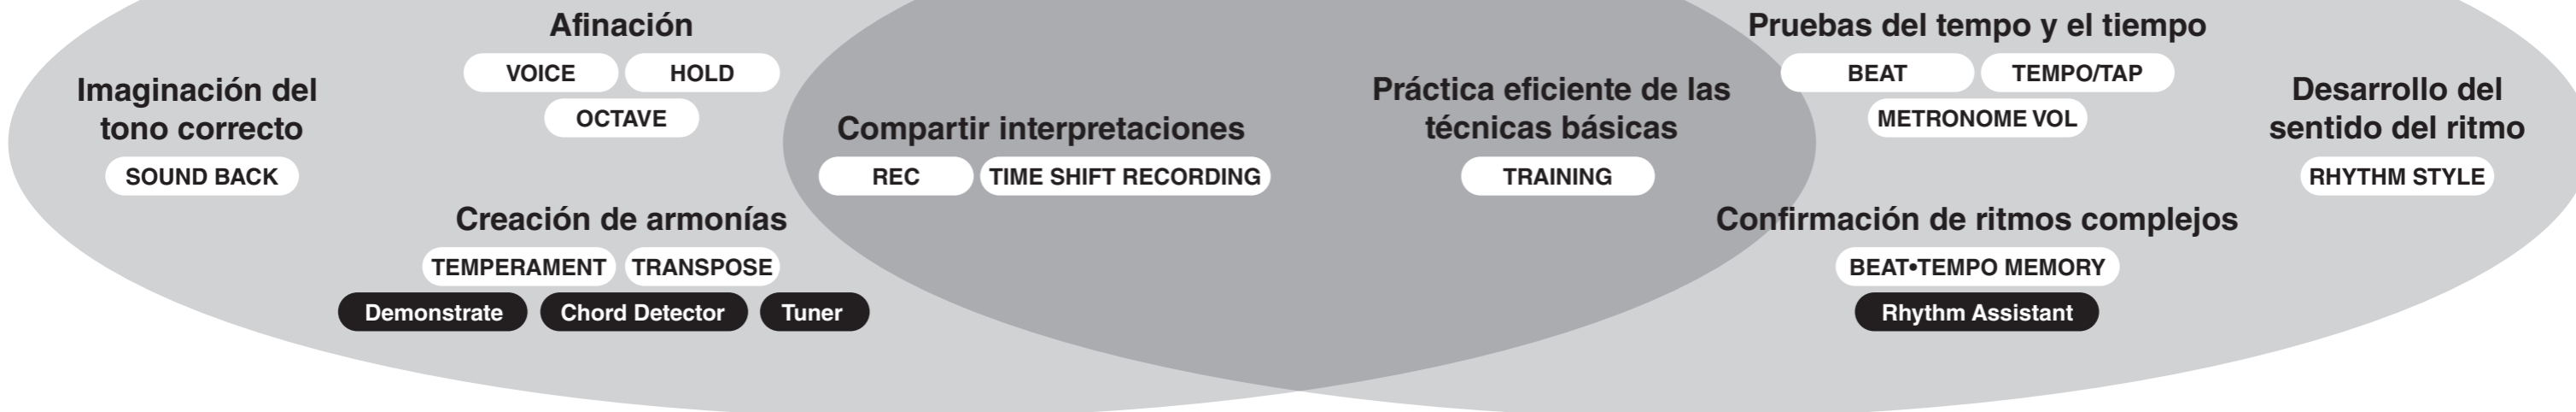 Imaginación del
tono correcto
SOUND BACK
Afinación
VOICE HOLD
OCTAVE
Creación de armonías
TEMPERAMENT TRANSPOSE
Demonstrate Chord Detector Tuner
Compartir interpretaciones
REC TIME SHIFT RECORDING
Práctica eficiente de las
técnicas básicas
TRAINING
Pruebas del tempo y el tiempo
BEAT TEMPO/TAP
METRONOME VOL
Confirmación de ritmos complejos
BEAT•TEMPO MEMORY
Rhythm Assistant
Desarrollo del
sentido del ritmo
RHYTHM STYLE